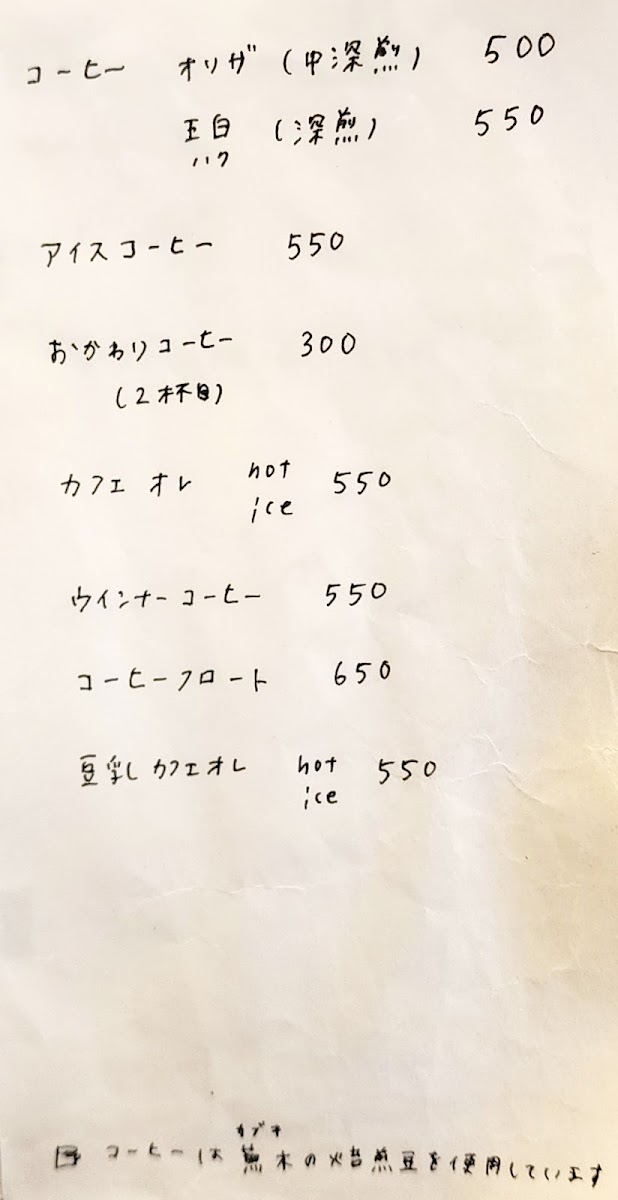 コーヒー オリザ (中深煎) 500
珀 (深煎) 550
ハク
アイスコーヒー 550
おかわりコーヒー 300
(2杯目)
カフェオレ hot 550
ice
ウインナーコーヒー 550
コーヒーフロート 650
豆乳カフェオレ hot 550
ice
カブキ
コーヒーは蕪木の焙煎豆を使用しています